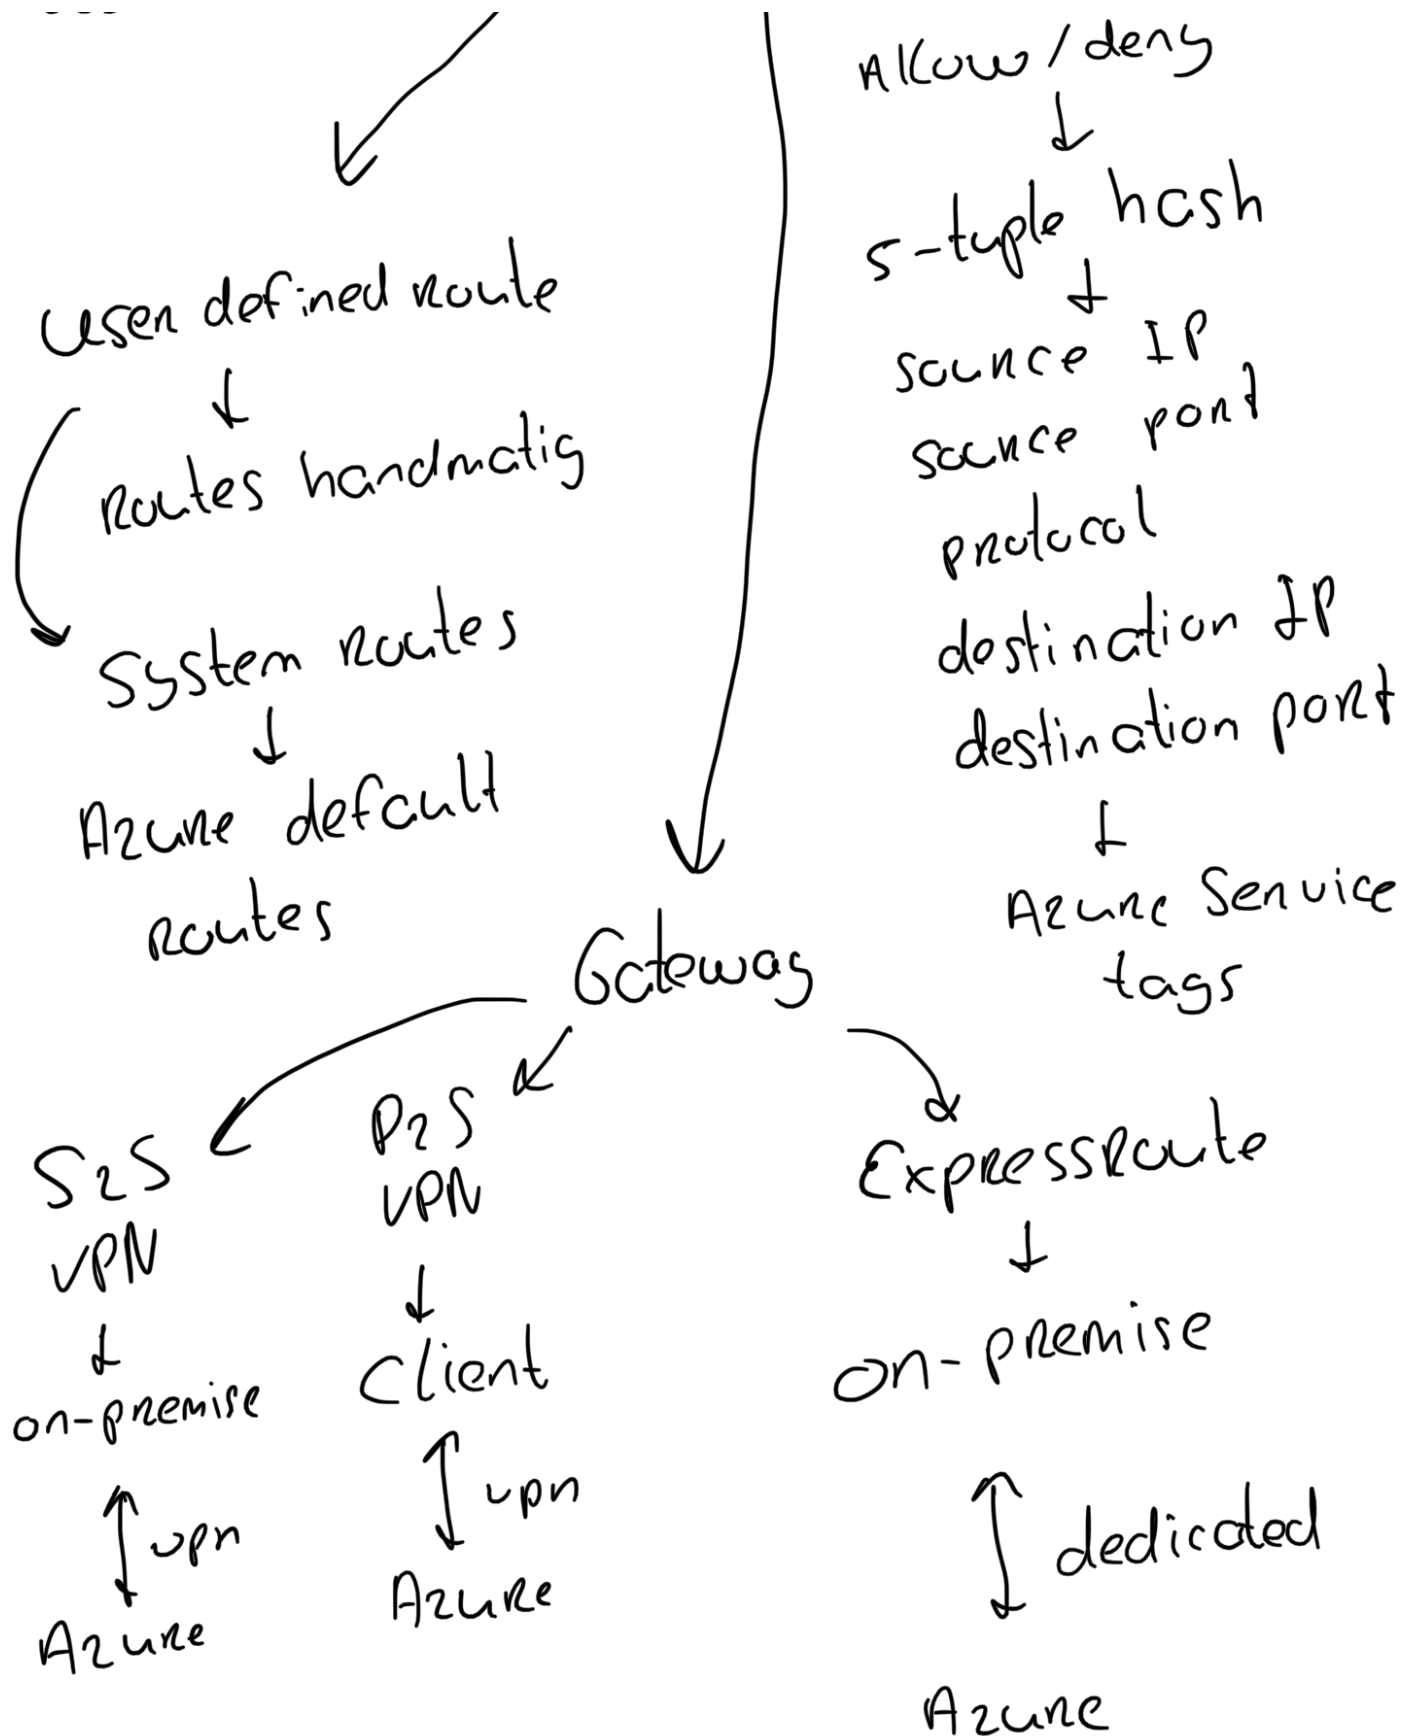 Allow/deny
5-tuple hash
source IP
source port
protocol
destination IP
destination port
Azure Service
tags
User defined Route
Routes handmatig
System Routes
Azure default
Routes
Gateway
S2S
VPN
on-premise
vpn
Azure
P2S
VPN
Client
vpn
Azure
ExpressRoute
on-premise
dedicated
Azure